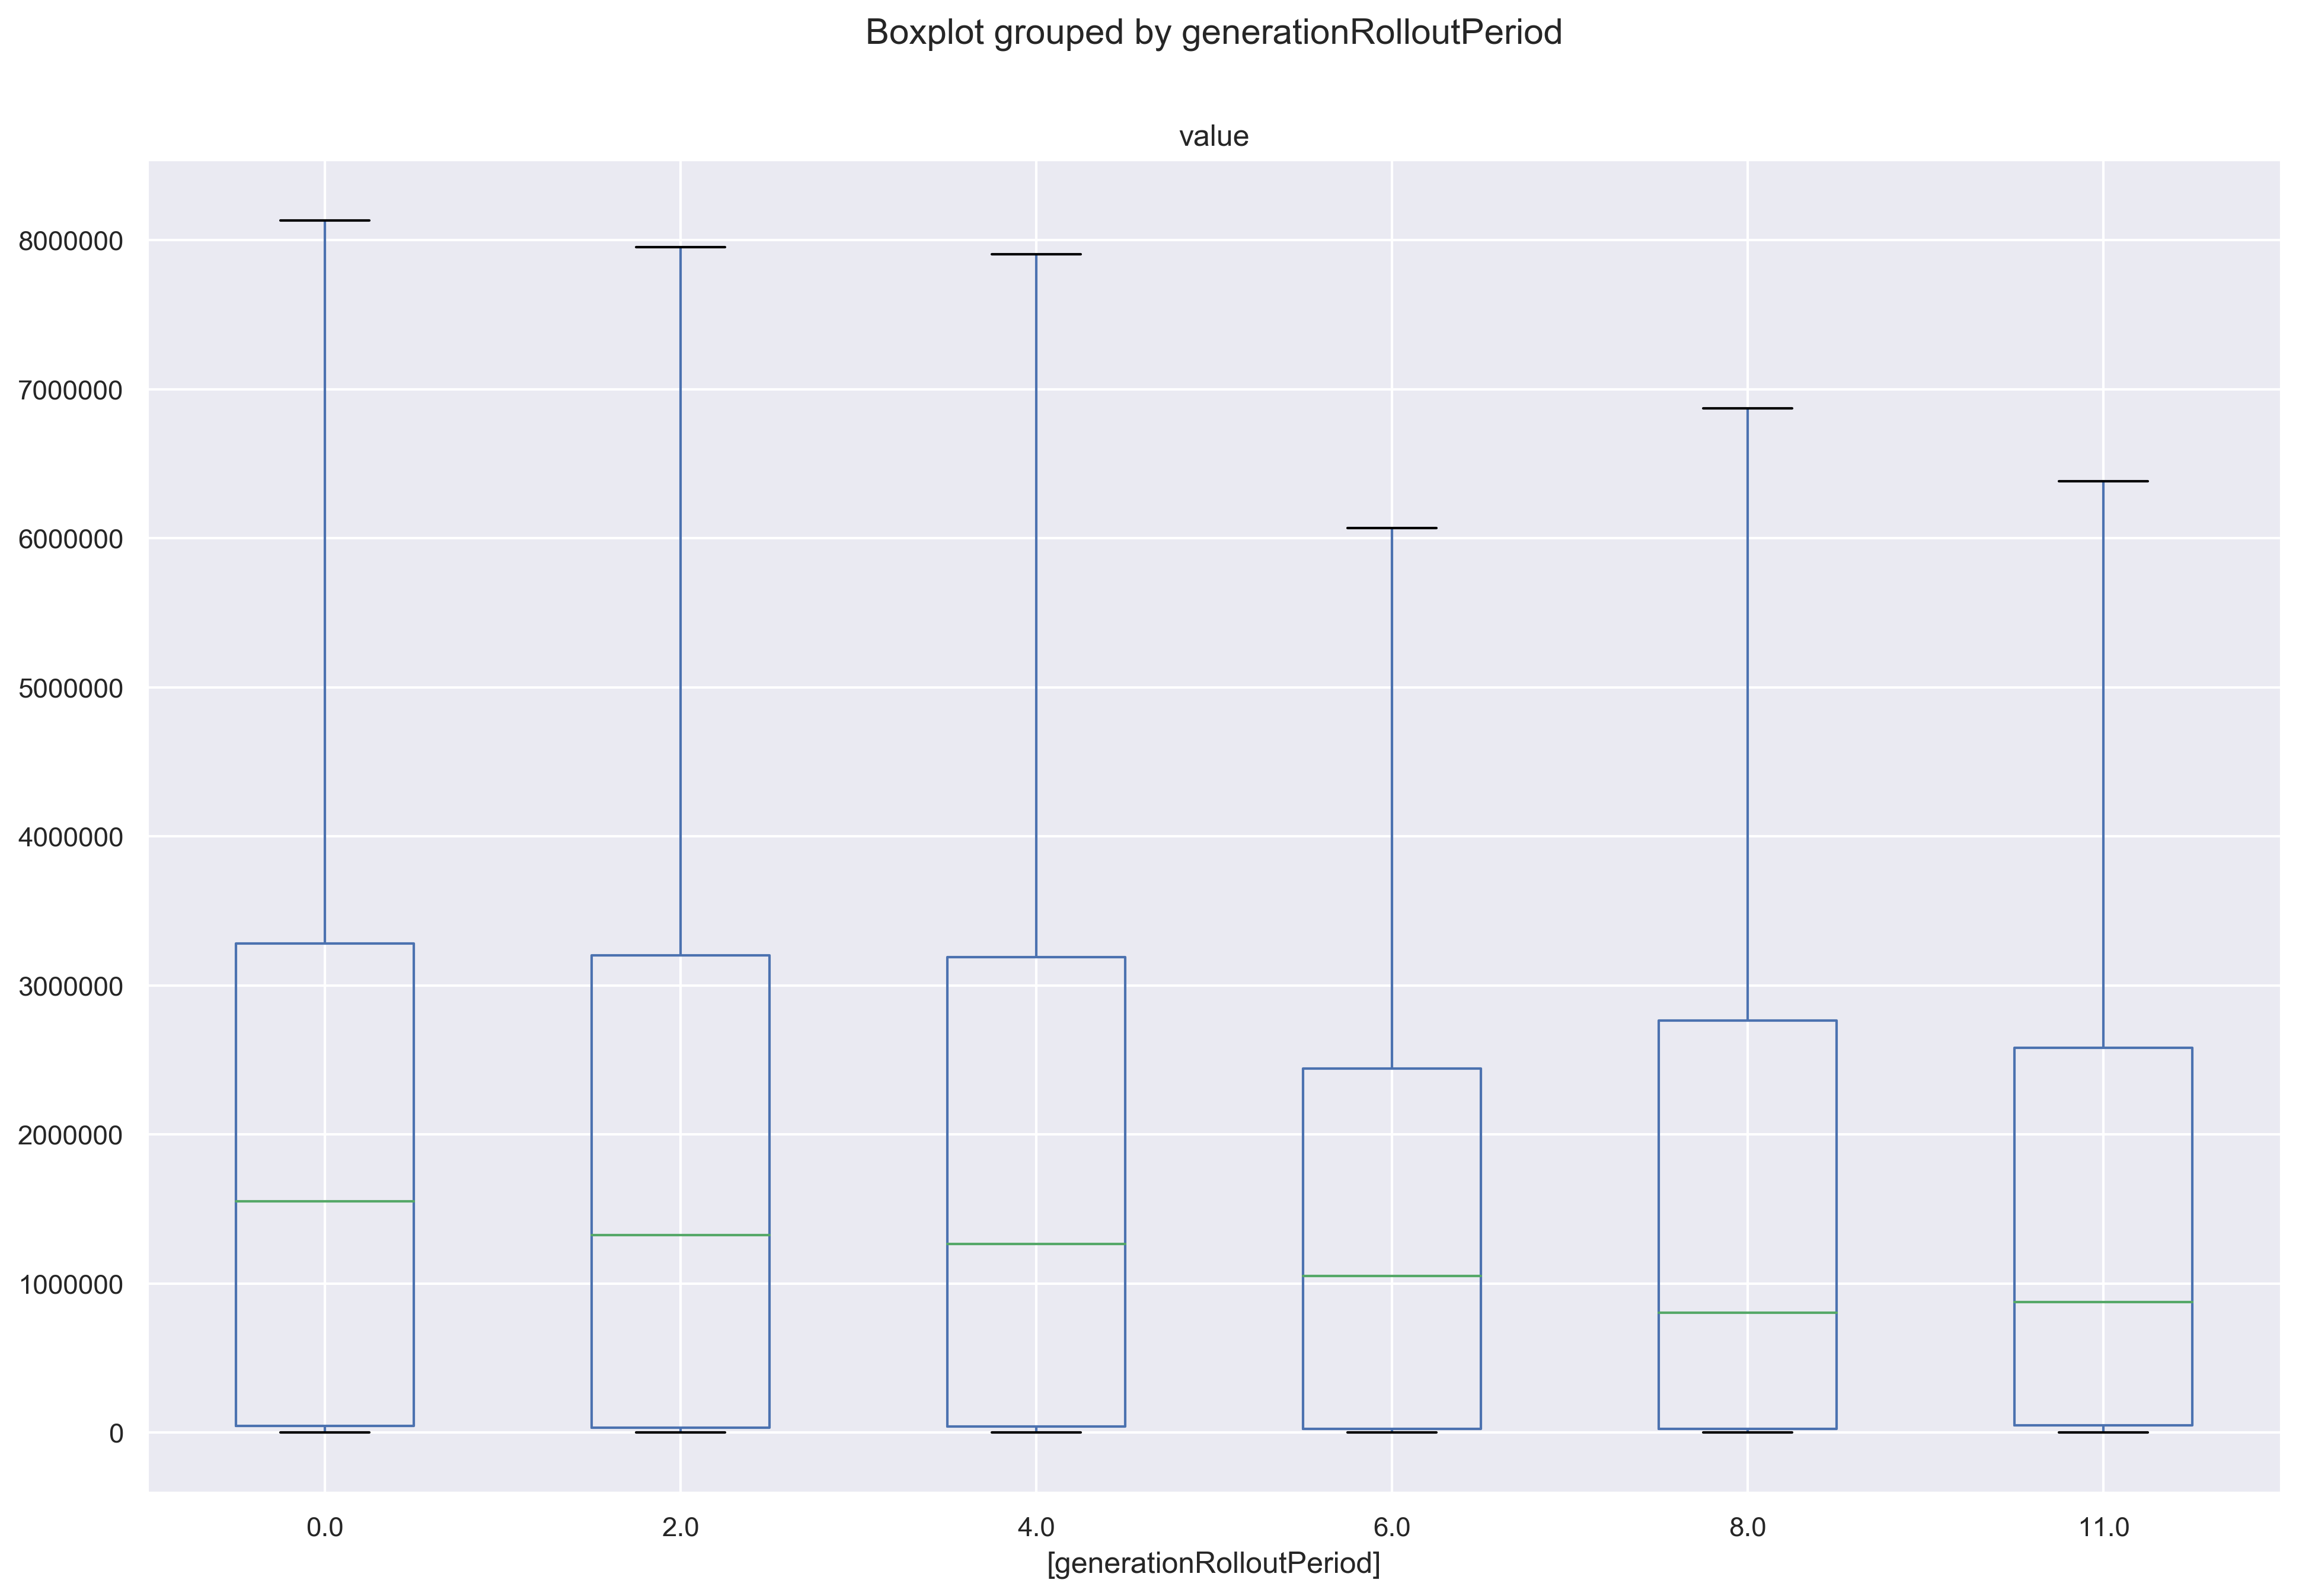 Boxplot grouped by generationRolloutPeriod
value
8000000
7000000
6000000
5000000
4000000
3000000
2000000
1000000
0
0.0 2.0 4.0 6.0 8.0 11.0
[generationRolloutPeriod]